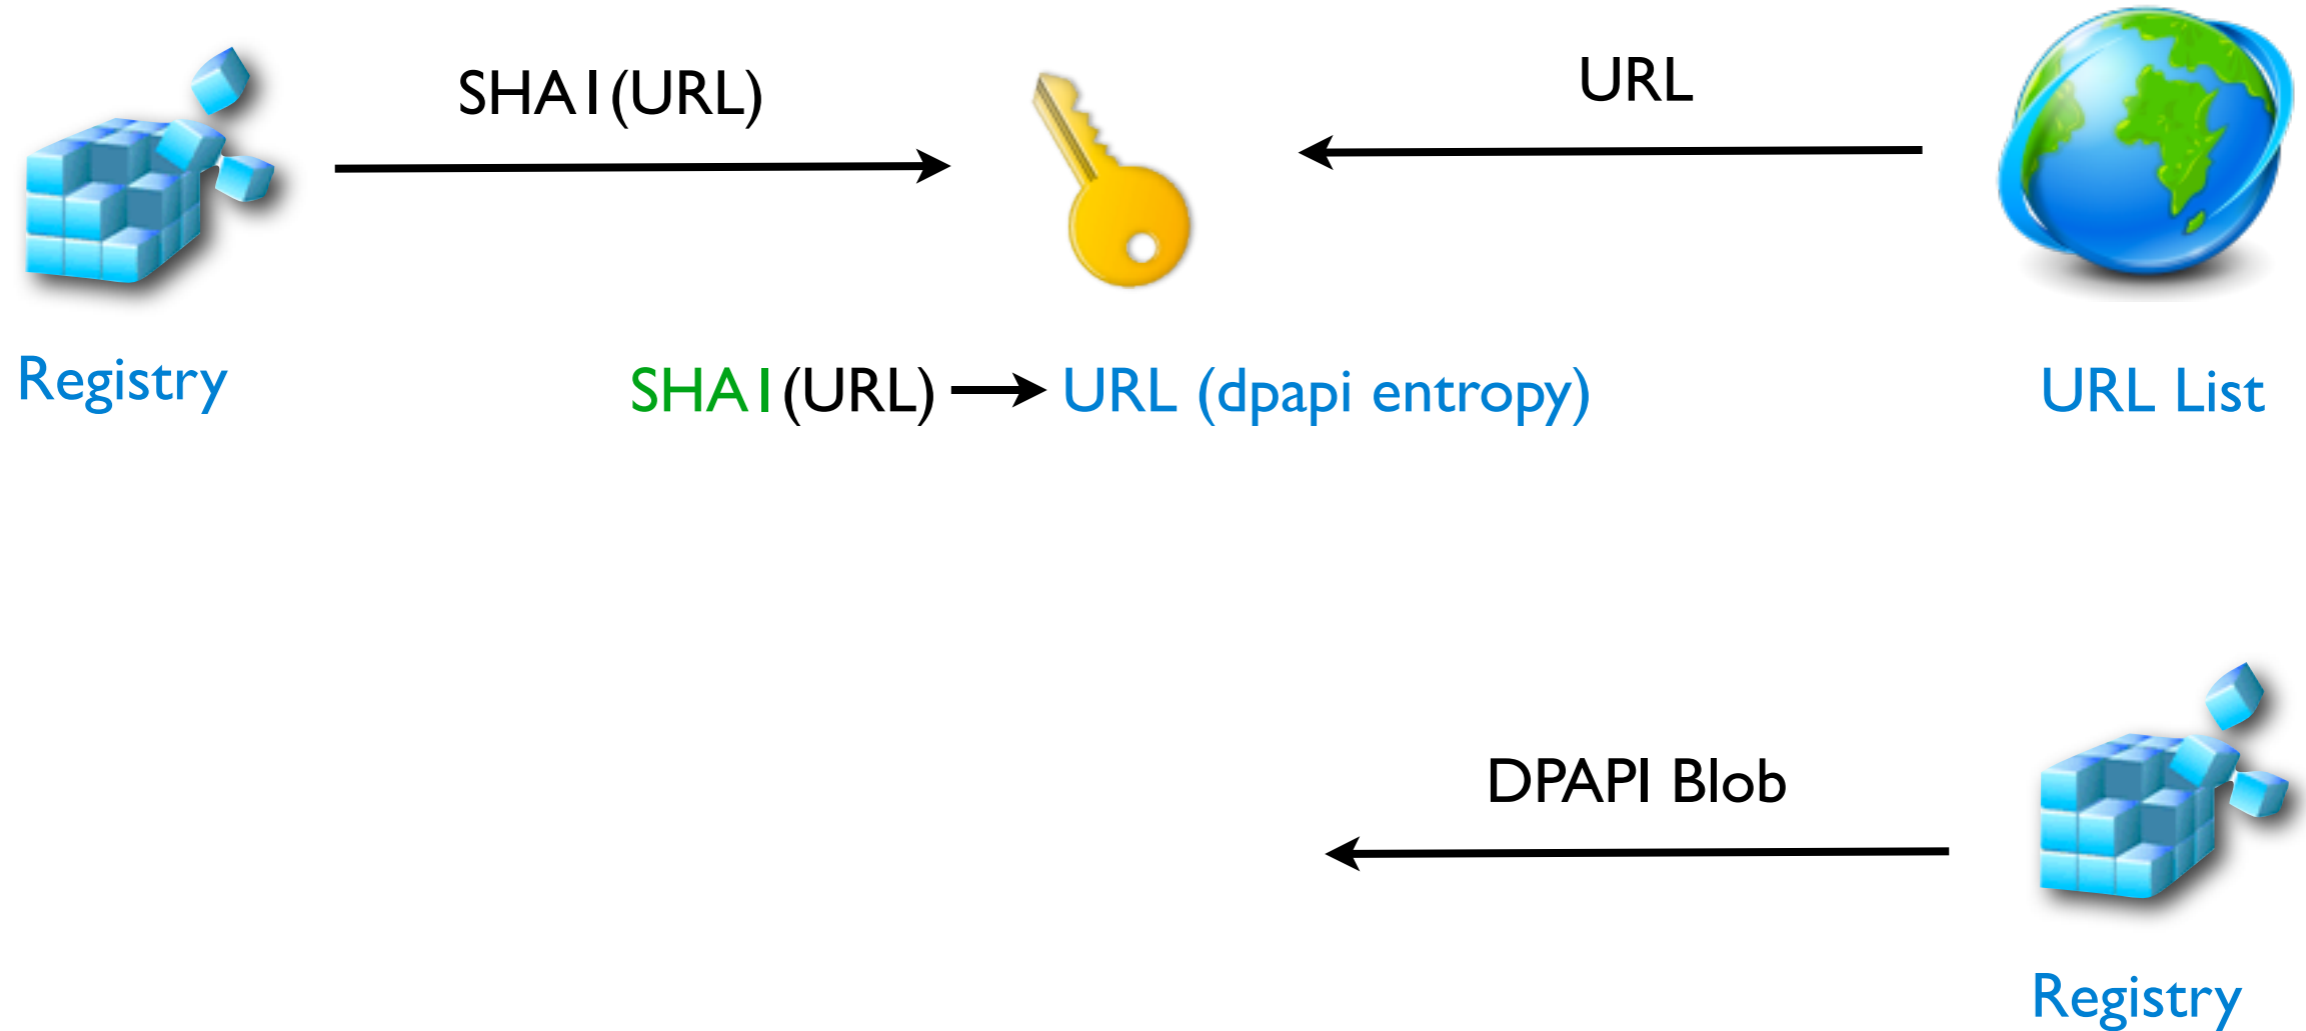 SHA1(URL)
URL
Registry
SHA1(URL) → URL (dpapi entropy)
URL List
DPAPI Blob
Registry